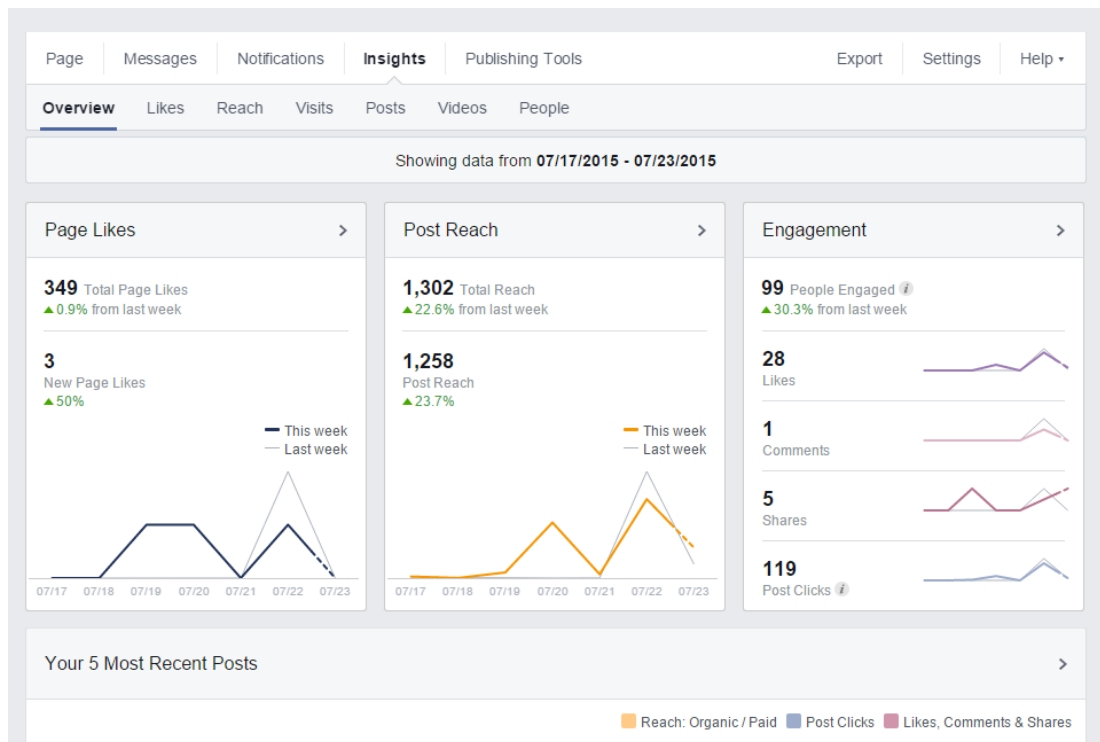 Page Messages Notifications Insights Publishing Tools Export Settings Help
Overview Likes Reach Visits Posts Videos People
Showing data from 07/17/2015 - 07/23/2015
Page Likes
349 Total Page Likes
0.9% from last week
3
New Page Likes
50%
This week
Last week
07/17 07/18 07/19 07/20 07/21 07/22 07/23
Post Reach
1,302 Total Reach
22.6% from last week
1,258
Post Reach
23.7%
This week
Last week
07/17 07/18 07/19 07/20 07/21 07/22 07/23
Engagement
99 People Engaged i
30.3% from last week
28
Likes
1
Comments
5
Shares
119
Post Clicks i
Your 5 Most Recent Posts
Reach: Organic / Paid Post Clicks Likes, Comments & Shares